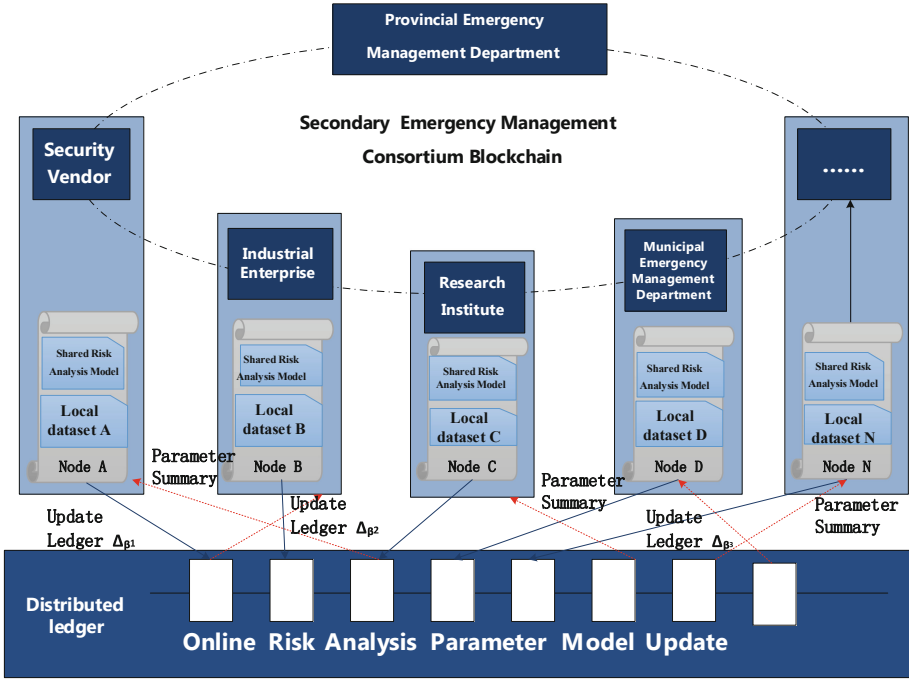 Provincial Emergency
Management Department
Secondary Emergency Management
Consortium Blockchain
Security
Vendor
......
Industrial
Enterprise
Research
Institute
Municipal
Emergency
Management
Department
Shared Risk
Analysis Model
Local
dataset A
Node A
Shared Risk
Analysis Model
Local
dataset B
Node B
Shared Risk
Analysis Model
Local
dataset C
Node C
Shared Risk
Analysis Model
Local
dataset D
Node D
Shared Risk
Analysis Model
Local
dataset N
Node N
Parameter
Summary
Parameter
Summary
Parameter
Summary
Update
Ledger Δβ1
Update
Ledger Δβ2
Update
Ledger Δβ3
Distributed
ledger
Online Risk Analysis Parameter Model Update